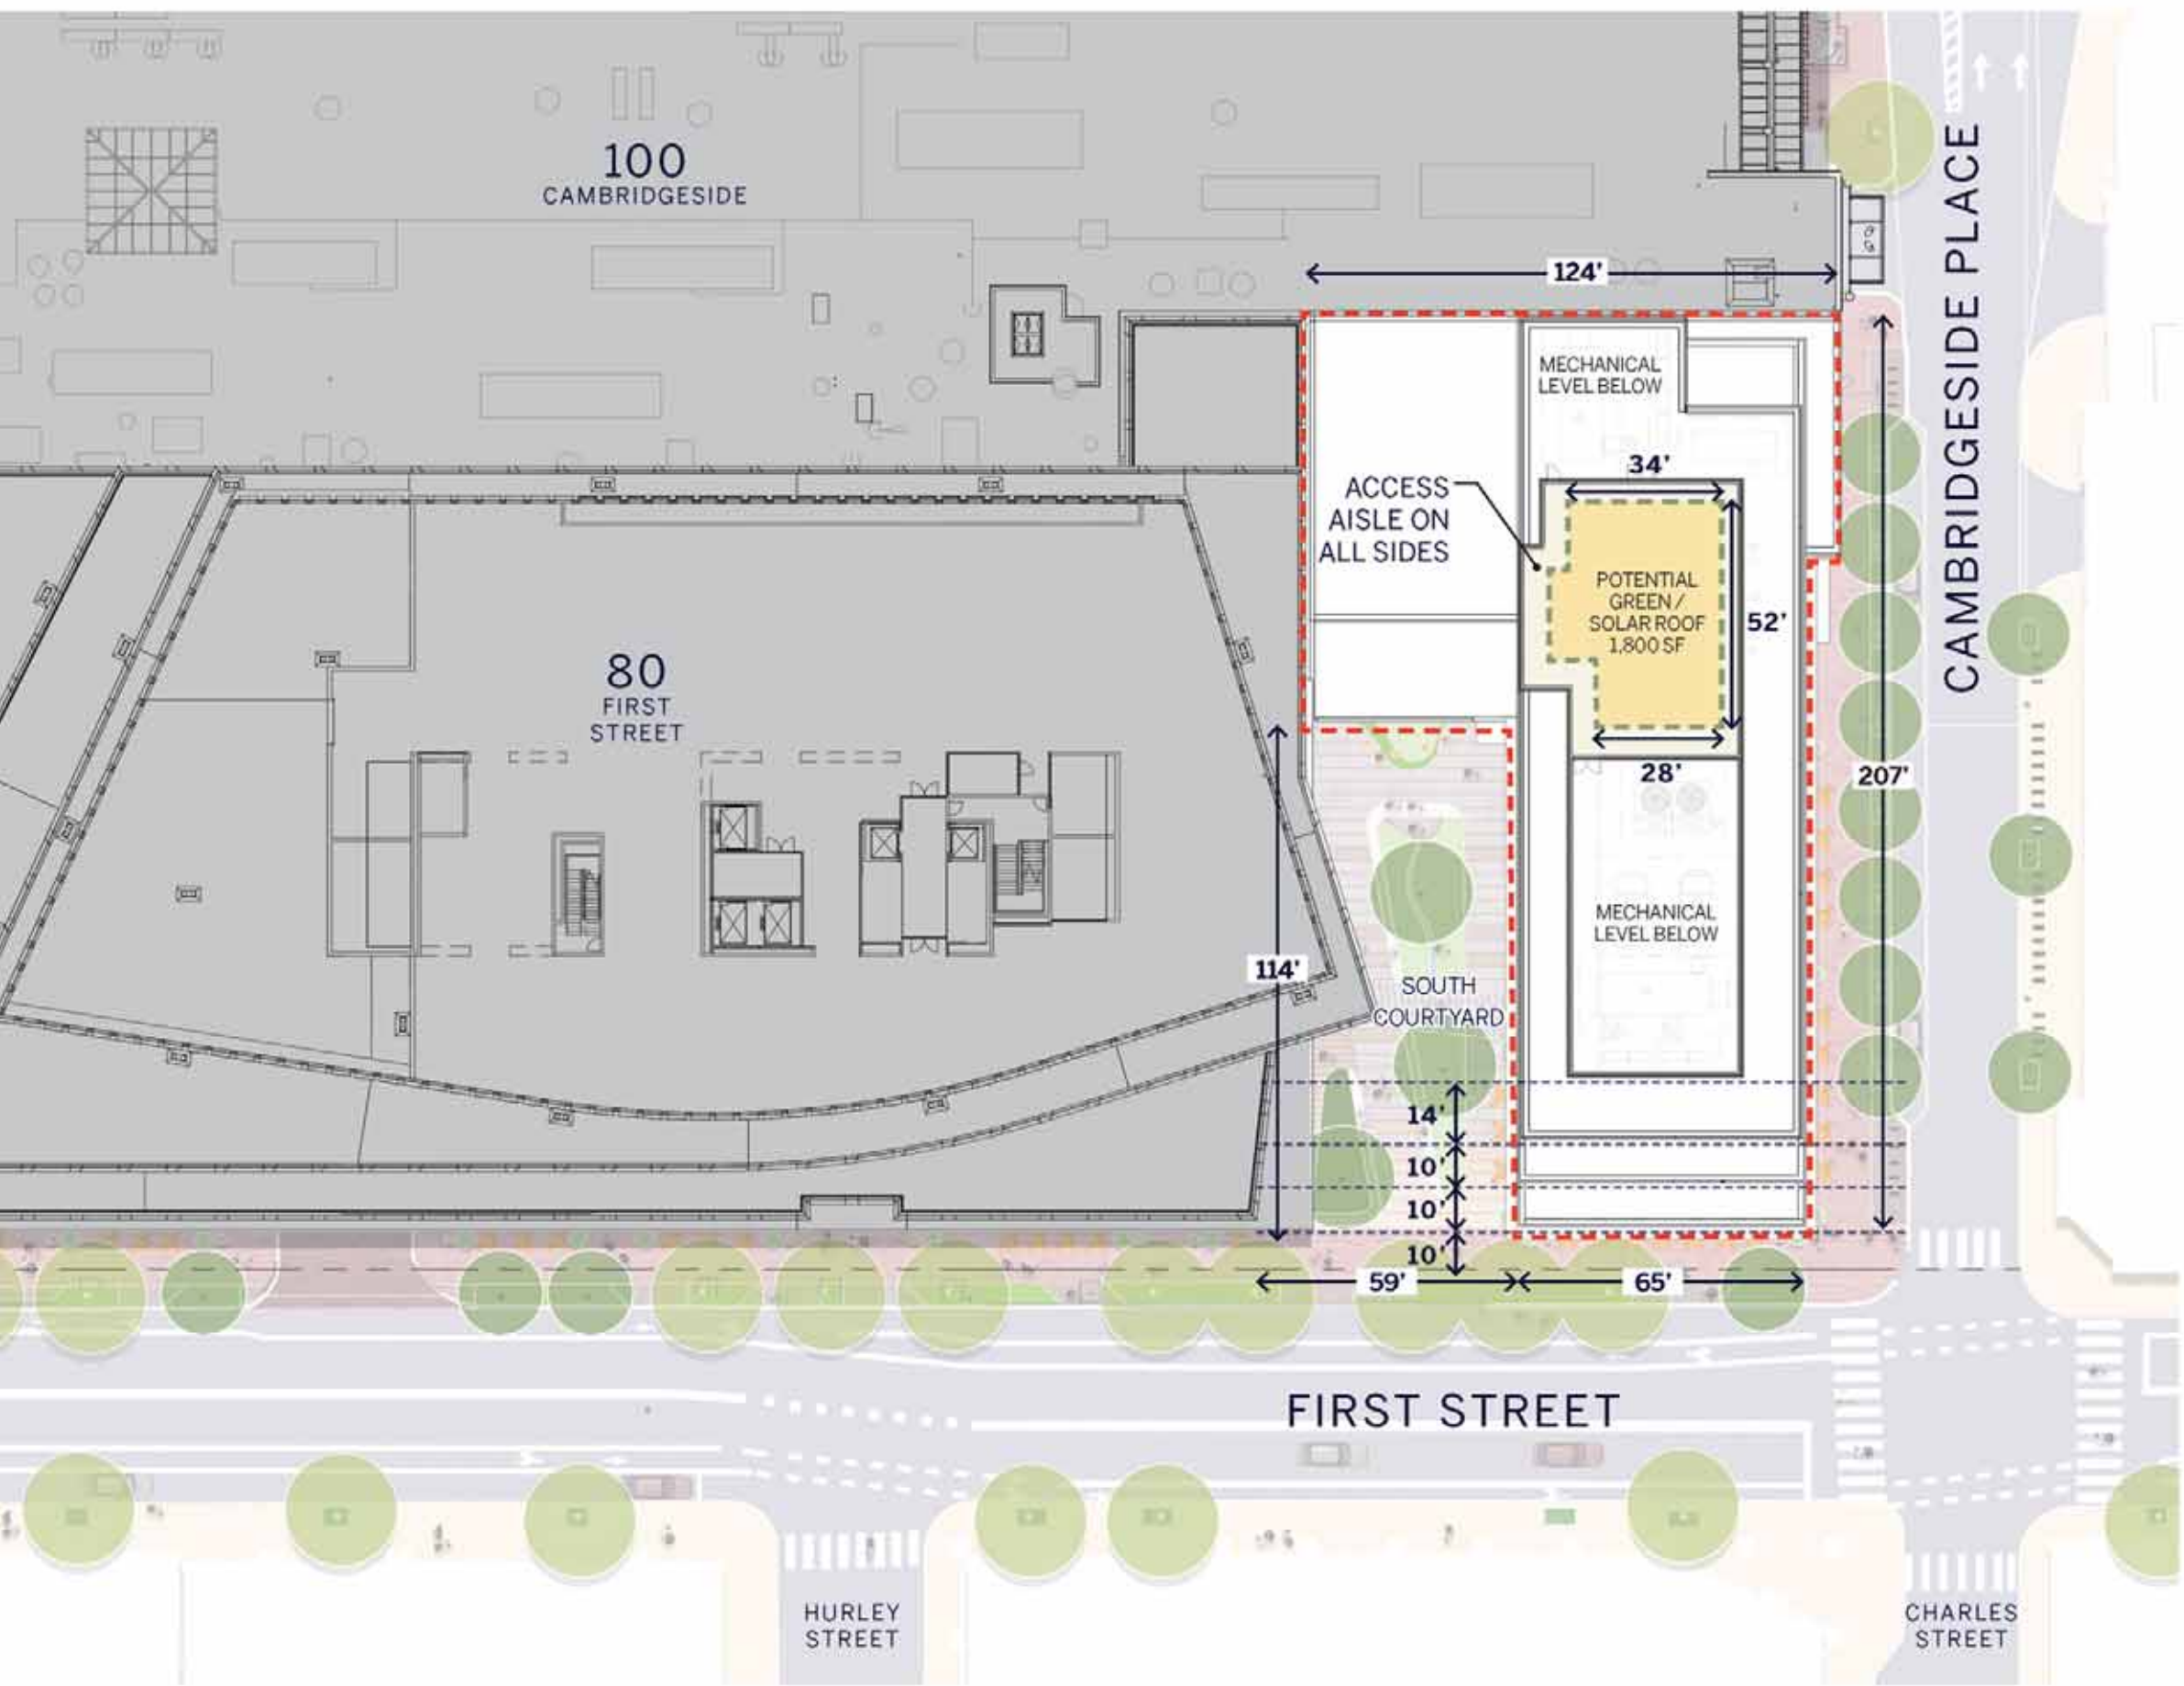 100
CAMBRIDGESIDE
CAMBRIDGESIDE PLACE
124'
MECHANICAL
LEVEL BELOW
34'
ACCESS
AISLE ON
ALL SIDES
POTENTIAL
GREEN /
SOLAR ROOF
1,800 SF
52'
80
FIRST
STREET
28'
207'
MECHANICAL
LEVEL BELOW
114'
SOUTH
COURTYARD
14'
10'
10'
10'
59'
65'
FIRST STREET
HURLEY
STREET
CHARLES
STREET